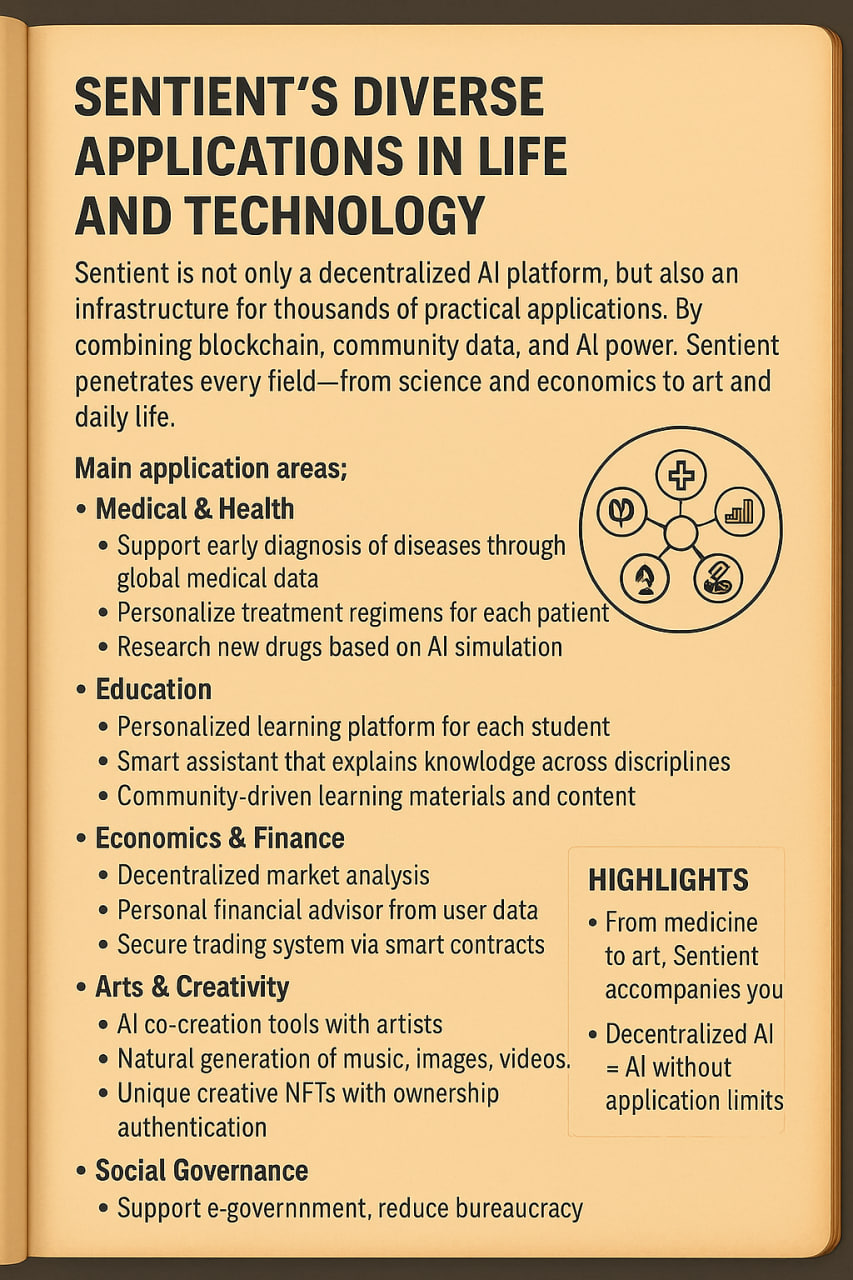 SENTIENT‘S DIVERSE
APPLICATIONS IN LIFE
AND TECHNOLOGY
Sentient is not only a decentralized AI platform, but also an
infrastructure for thousands of practical applications. By
combining blockchain, community data, and AI power. Sentient
penetrates every field—from science and economics to art and
daily life.
Main application areas;
• Medical & Health
• Support early diagnosis of diseases through
global medical data
• Personalize treatment regimens for each patient
• Research new drugs based on AI simulation
• Education
• Personalized learning platform for each student
• Smart assistant that explains knowlodge across discriplines
• Community-driven learning materials and content
• Economics & Finance
• Decentralized market analysis
• Personal financial advisor from user data
• Secure trading system via smart contracts
• Arts & Creativity
• AI co-creation tools with artists
• Natural generation of music, images, videos.
• Unique creative NFTs with ownership
authentication
• Social Governance
• Support e-governnment, reduce bureaucracy
HIGHLIGHTS
• From medicine
to art, Sentient
accompanies you
• Decentralized AI
= AI without
application limits